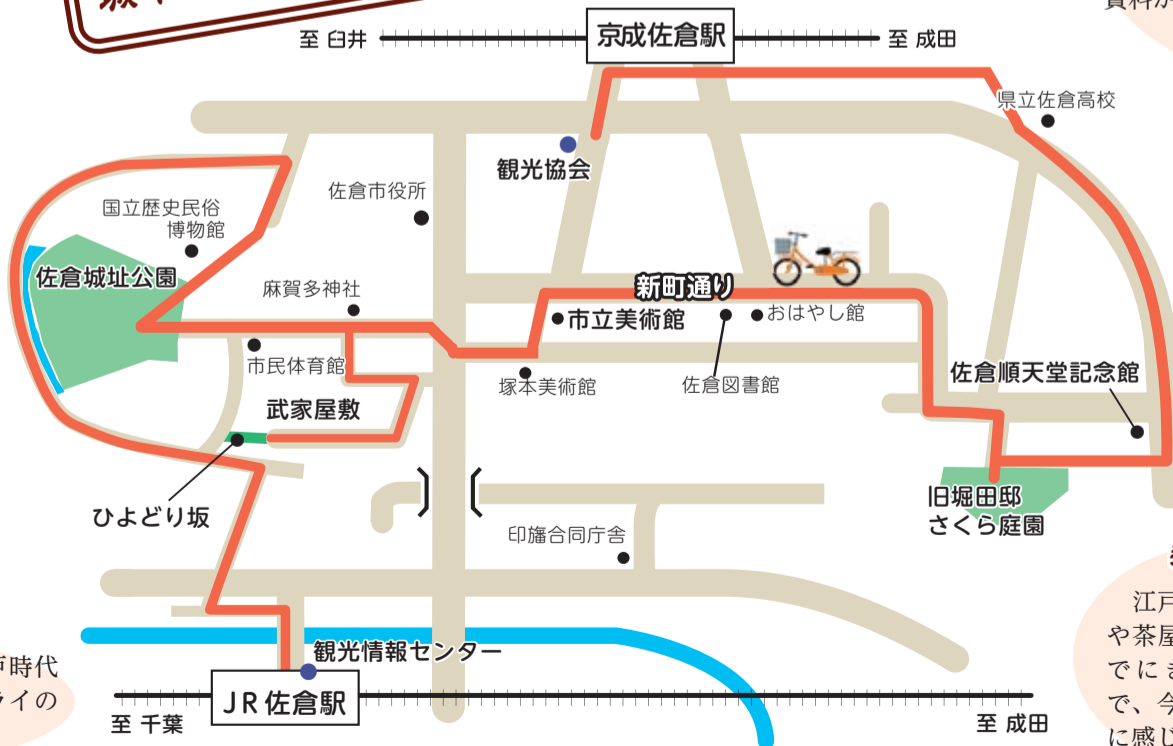 至 臼井
京成佐倉駅
至 成田
県立佐倉高校
観光協会
佐倉市役所
国立歴史民俗
博物館
佐倉城址公園
麻賀多神社
新町通り
市立美術館
おはやし館
市民体育館
塚本美術館
佐倉図書館
佐倉順天堂記念館
武家屋敷
ひよどり坂
旧堀田邸
さくら庭園
印旛合同庁舎
江戸
や茶屋
でにき
で、今
に感じ
観光情報センター
戸時代
ライの
JR佐倉駅
至 千葉
至 成田